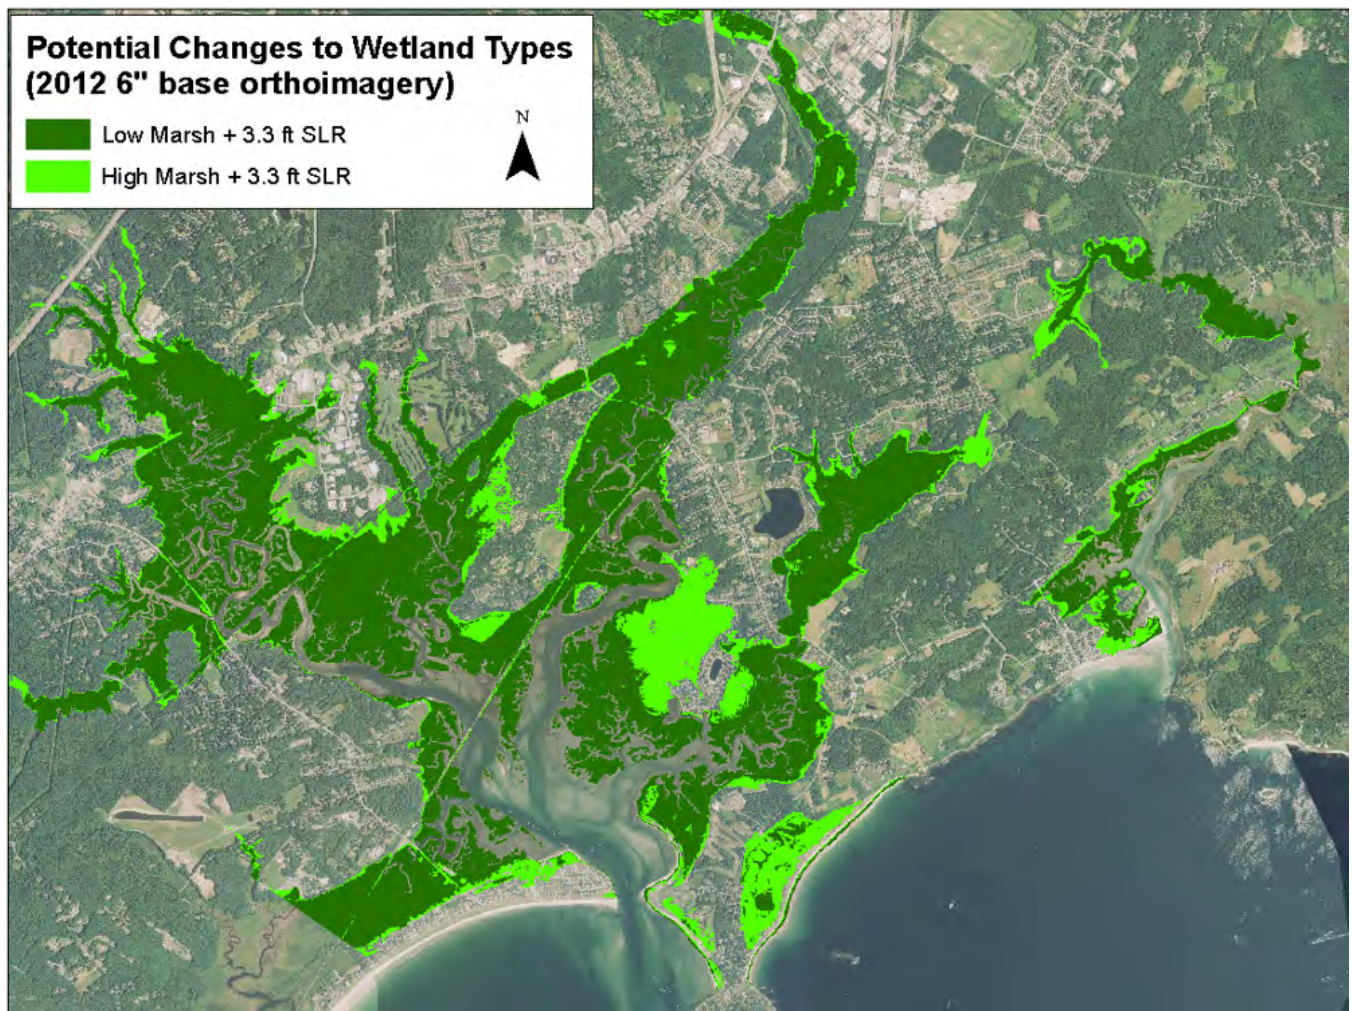 Potential Changes to Wetland Types
(2012 6" base orthoimagery)
N
Low Marsh + 3.3 ft SLR
High Marsh + 3.3 ft SLR